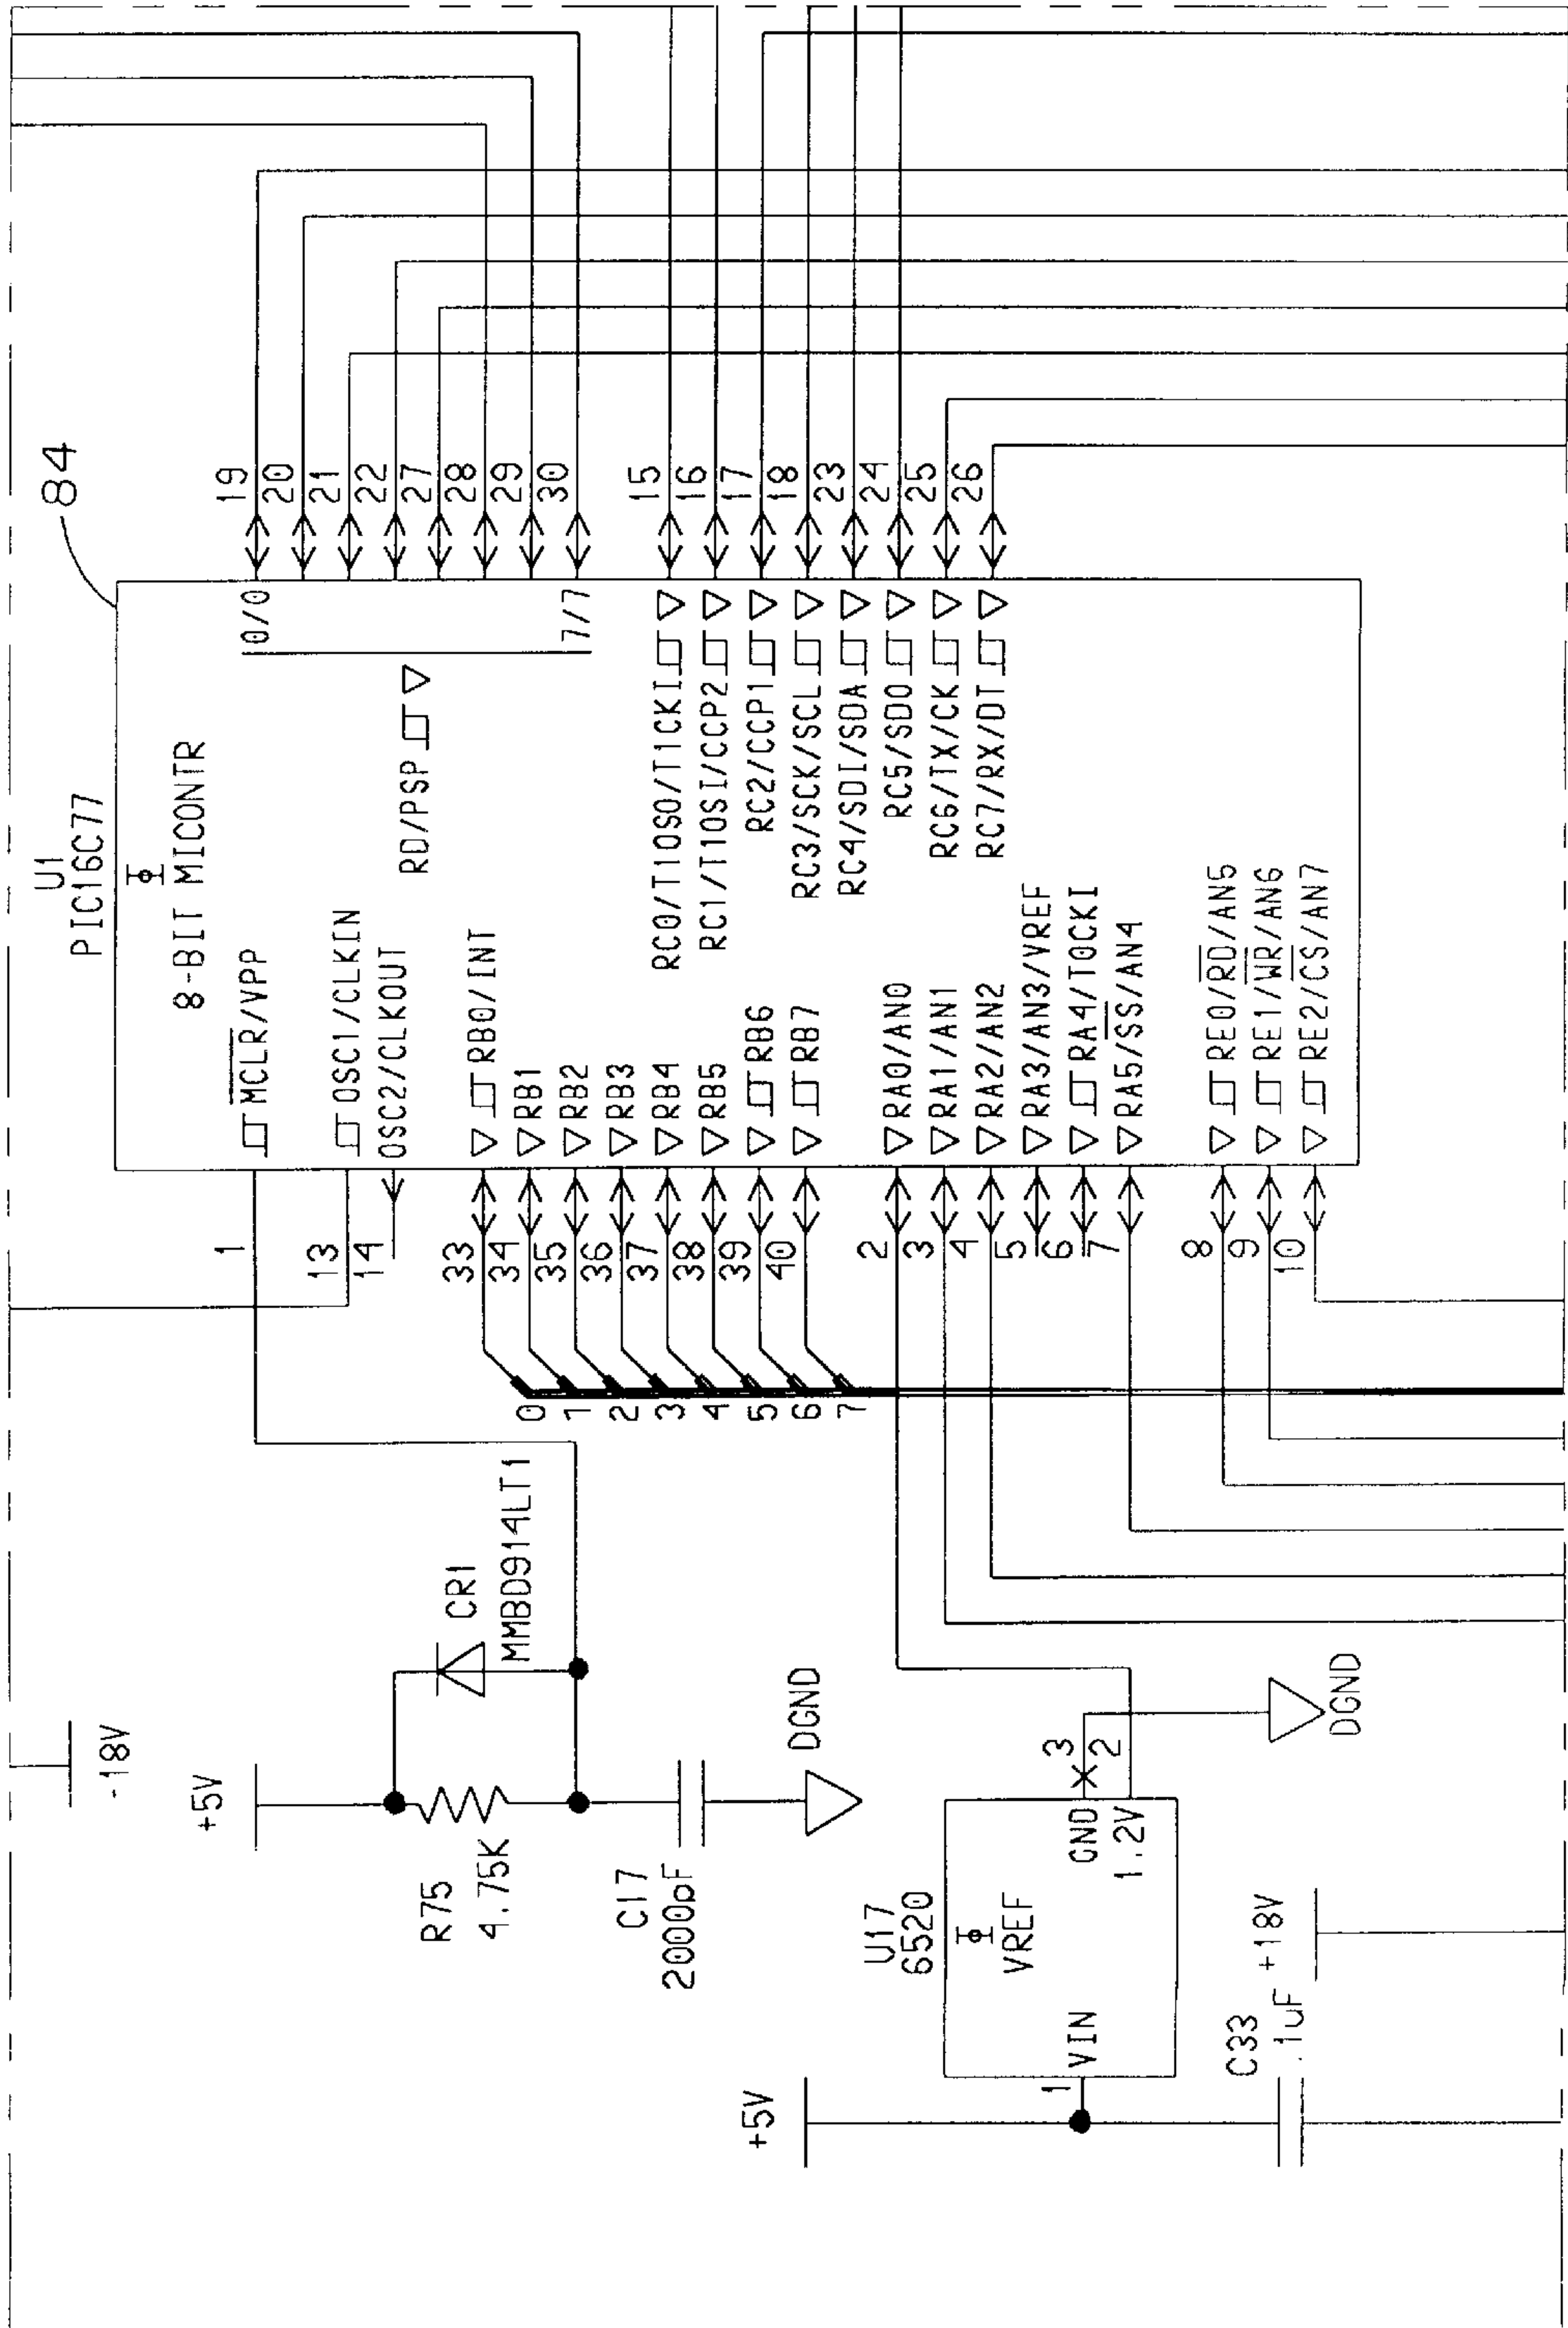 84
U1
PIC16C77
8-BIT MICONTR
1
MCLR/VPP
13
OSC1/CLKIN
14
OSC2/CLKOUT
RD/PSP
0/0
7/7
19
20
21
22
27
28
29
30
33
RB0/INT
34
RB1
35
RB2
36
RB3
37
RB4
38
RB5
39
RB6
40
RB7
0
1
2
3
4
5
6
7
RC0/T1OSO/T1CKI
15
RC1/T1OSI/CCP2
16
RC2/CCP1
17
RC3/SCK/SCL
18
RC4/SDI/SDA
23
RC5/SDO
24
RC6/TX/CK
25
RC7/RX/DT
26
2
RA0/AN0
3
RA1/AN1
4
RA2/AN2
5
RA3/AN3/VREF
6
RA4/T0CKI
7
RA5/SS/AN4
8
RE0/RD/AN5
9
RE1/WR/AN6
10
RE2/CS/AN7
-18V
+5V
R75
4.75K
CR1
MMBD914LT1
C17
2000pF
DGND
U17
6520
VREF
+5V
1
VIN
GND
3
1.2V
2
DGND
C33
.1uF
+18V